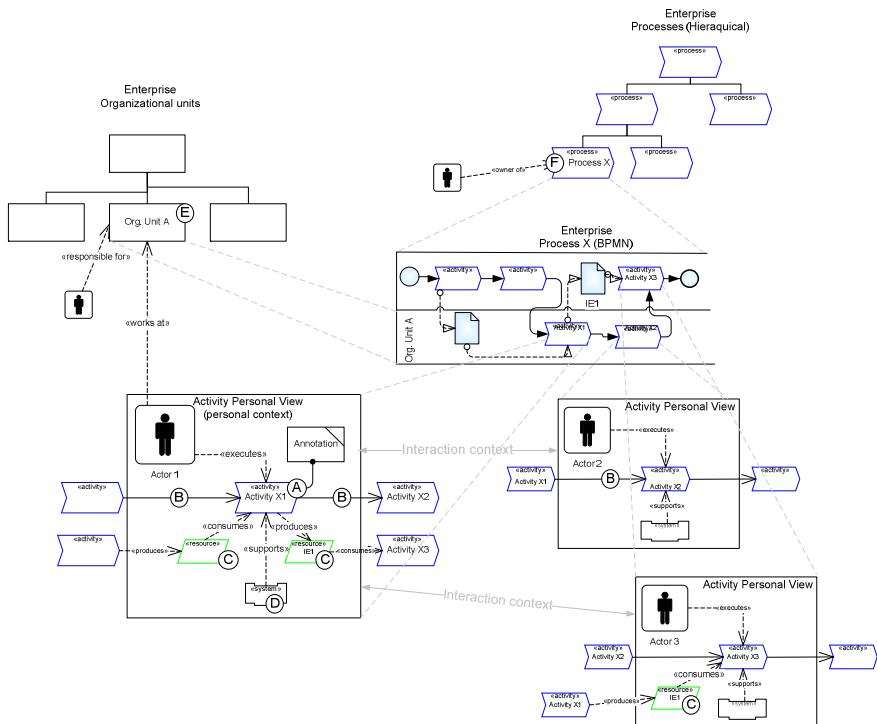 Enterprise
Processes (Hieraquical)
«process»
«process»
«process»
«process»
F
Process X
«process»
«owner of»
Enterprise
Organizational units
Org. Unit A
E
«responsible for»
«works at»
Enterprise
Process X (BPMN)
«activity»
«activity»
«activity»
Activity X3
IE1
Org. Unit A
Activity X1
Activity X2
Activity Personal View
(personal context)
Actor 1
«executes»
Annotation
«activity»
B
«activity»
Activity X1
A
B
«activity»
Activity X2
«activity»
«produces»
«resource»
C
«consumes»
«supports»
«produces»
«resource»
IE1
C
«consumes»
«activity»
Activity X3
«system»
D
Interaction context
Interaction context
Activity Personal View
Actor 2
«executes»
«activity»
Activity X1
B
«activity»
Activity X2
«activity»
«supports»
«system»
Activity Personal View
Actor 3
«executes»
«activity»
Activity X2
«activity»
Activity X3
«activity»
«consumes»
«activity»
Activity X1
«produces»
«resource»
IE1
C
«supports»